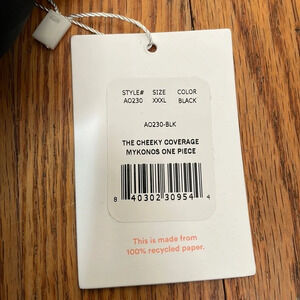 STYLE# SIZE COLOR
AO230 XXXL BLACK
AO230-BLK
THE CHEEKY COVERAGE
MYKONOS ONE PIECE
8 40302 30954 4
This is made from
100% recycled paper.